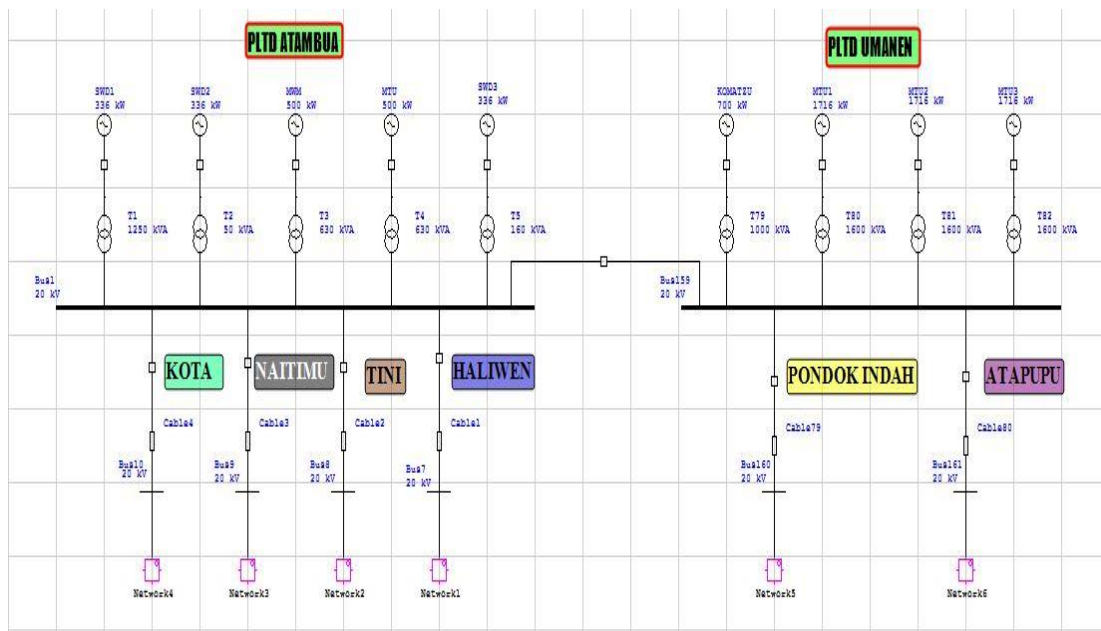 PLTD ATAMBUA
PLTD UMANEN
SWD1
336 kW
SWD2
336 kW
MWM
500 kW
MTU
500 kW
SWD3
336 kW
KOMATZU
700 kW
MTU1
1716 kW
MTU2
1716 kW
MTU3
1716 kW
T1
1250 kVA
T2
50 kVA
T3
630 kVA
T4
630 kVA
T5
160 kVA
T79
1000 kVA
T80
1600 kVA
T81
1600 kVA
T82
1600 kVA
Bus1
20 kV
Bus159
20 kV
KOTA
NAITIMU
TINI
HALIWEN
PONDOK INDAH
ATAPUPU
Cable4
Cable3
Cable2
Cable1
Cable79
Cable80
Bus10
20 kV
Bus9
20 kV
Bus8
20 kV
Bus7
20 kV
Bus160
20 kV
Bus161
20 kV
Network4
Network3
Network2
Network1
Network5
Network6